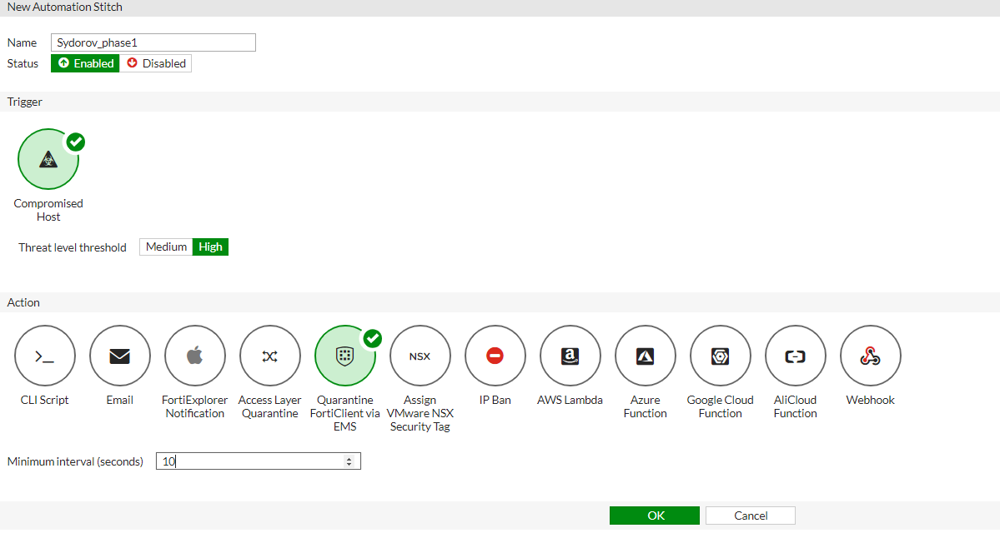 New Automation Stitch
Name Sydorov_phase1
Status Enabled Disabled
Trigger
Compromised
Host
Threat level threshold Medium High
Action
NSX
CLI Script Email FortiExplorer Access Layer Quarantine Assign IP Ban AWS Lambda Azure Google Cloud AliCloud Webhook
Notification Quarantine FortiClient via VMware NSX Function Function Function
EMS Security Tag
Minimum interval (seconds) 10
OK Cancel